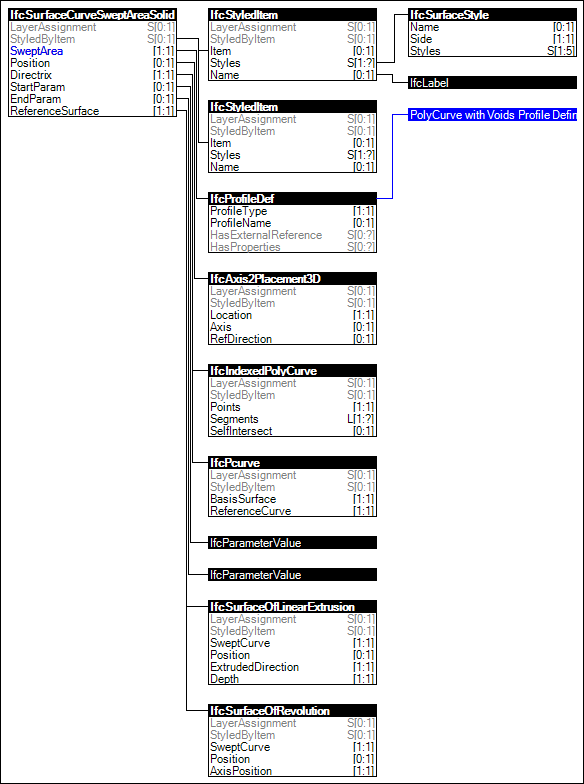 IfcSurfaceCurveSweptAreaSolid
LayerAssignment S[0:1]
StyledByItem S[0:1]
SweptArea [1:1]
Position [0:1]
Directrix [1:1]
StartParam [0:1]
EndParam [0:1]
ReferenceSurface [1:1]
IfcStyledItem
LayerAssignment S[0:1]
StyledByItem S[0:1]
Item [0:1]
Styles S[1:?]
Name [0:1]
IfcSurfaceStyle
Name [0:1]
Side [1:1]
Styles S[1:5]
IfcLabel
IfcStyledItem
LayerAssignment S[0:1]
StyledByItem S[0:1]
Item [0:1]
Styles S[1:?]
Name [0:1]
PolyCurve with Voids Profile Defin
IfcProfileDef
ProfileType [1:1]
ProfileName [0:1]
HasExternalReference S[0:?]
HasProperties S[0:?]
IfcAxis2Placement3D
LayerAssignment S[0:1]
StyledByItem S[0:1]
Location [1:1]
Axis [0:1]
RefDirection [0:1]
IfcIndexedPolyCurve
LayerAssignment S[0:1]
StyledByItem S[0:1]
Points [1:1]
Segments L[1:?]
SelfIntersect [0:1]
IfcPcurve
LayerAssignment S[0:1]
StyledByItem S[0:1]
BasisSurface [1:1]
ReferenceCurve [1:1]
IfcParameterValue
IfcParameterValue
IfcSurfaceOfLinearExtrusion
LayerAssignment S[0:1]
StyledByItem S[0:1]
SweptCurve [1:1]
Position [0:1]
ExtrudedDirection [1:1]
Depth [1:1]
IfcSurfaceOfRevolution
LayerAssignment S[0:1]
StyledByItem S[0:1]
SweptCurve [1:1]
Position [0:1]
AxisPosition [1:1]